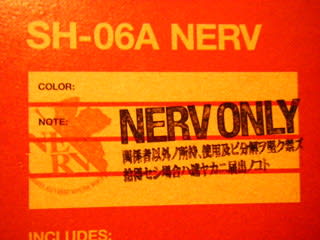 SH-06A NERV
COLOR:
NOTE:
NERV ONLY
関係者以外ノ所持、使用及ビ分解ヲ堅ク禁ズ
拾得セシ場合ハ速ヤカニ届出ノコト
NERV
INCLUDES: